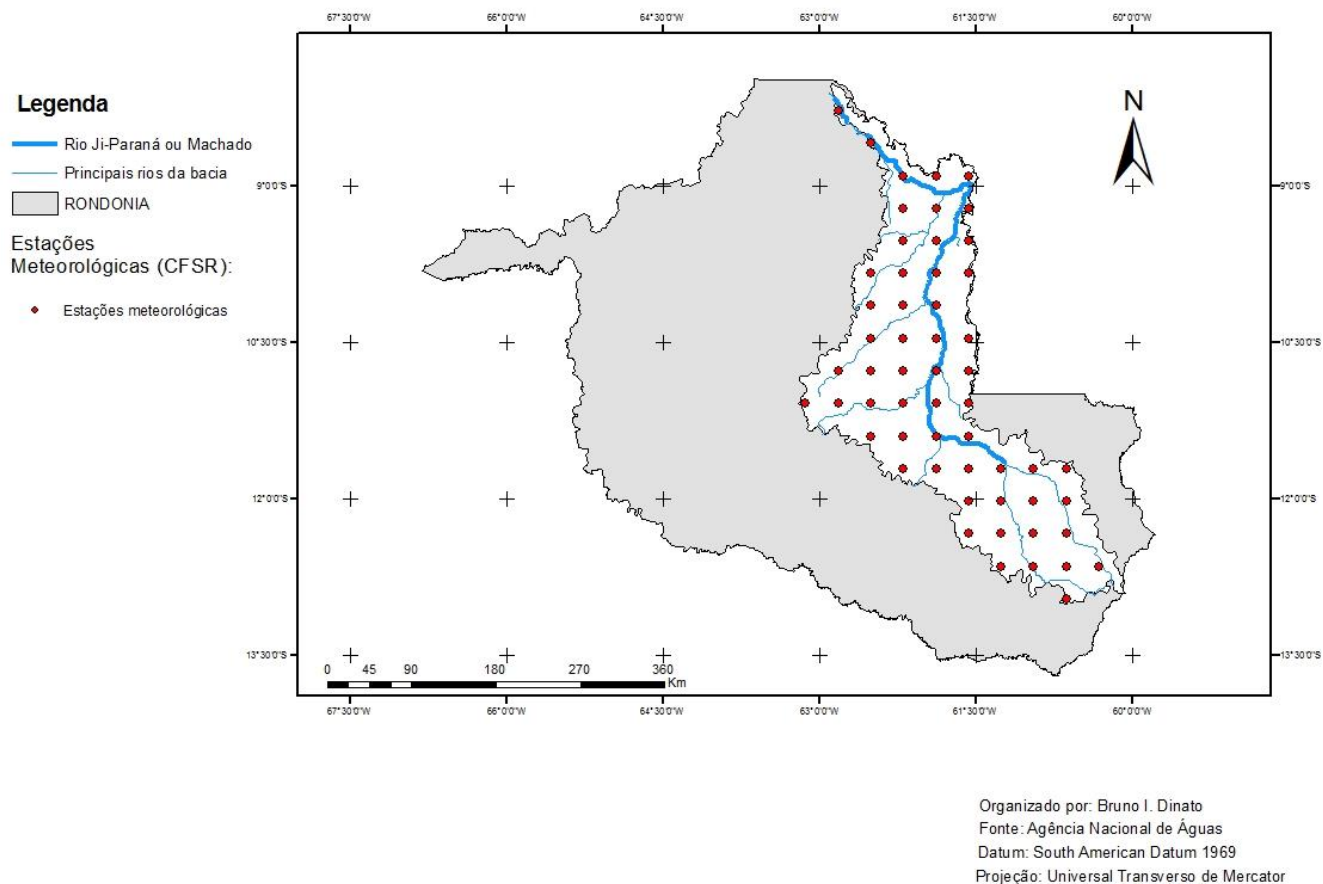 67°30'0"W 66°0'0"W 64°30'0"W 63°0'0"W 61°30'0"W 60°0'0"W
Legenda
Rio Ji-Paraná ou Machado
Principais rios da bacia
RONDONIA
Estações
Meteorológicas (CFSR):
Estações meteorológicas
N
9°0'0"S 9°0'0"S
10°30'0"S 10°30'0"S
12°0'0"S 12°0'0"S
13°30'0"S 13°30'0"S
0 45 90 180 270 360
Km
67°30'0"W 66°0'0"W 64°30'0"W 63°0'0"W 61°30'0"W 60°0'0"W
Organizado por: Bruno I. Dinato
Fonte: Agência Nacional de Águas
Datum: South American Datum 1969
Projeção: Universal Transverso de Mercator